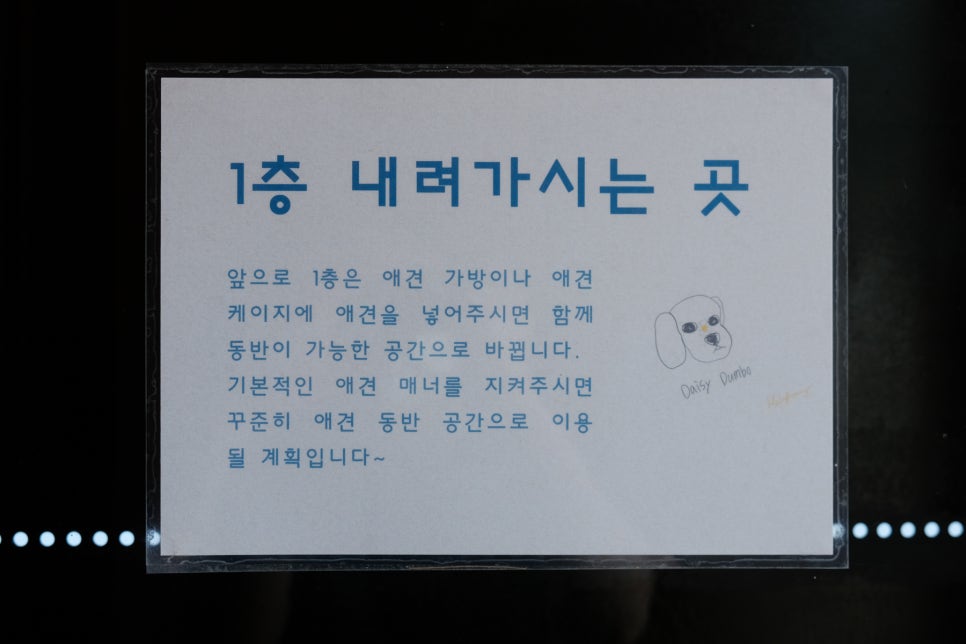 1층 내려가시는 곳
앞으로 1층은 애견 가방이나 애견
케이지에 애견을 넣어주시면 함께
동반이 가능한 공간으로 바뀝니다.
기본적인 애견 매너를 지켜주시면
꾸준히 애견 동반 공간으로 이용
될 계획입니다~
Daisy Dumbo